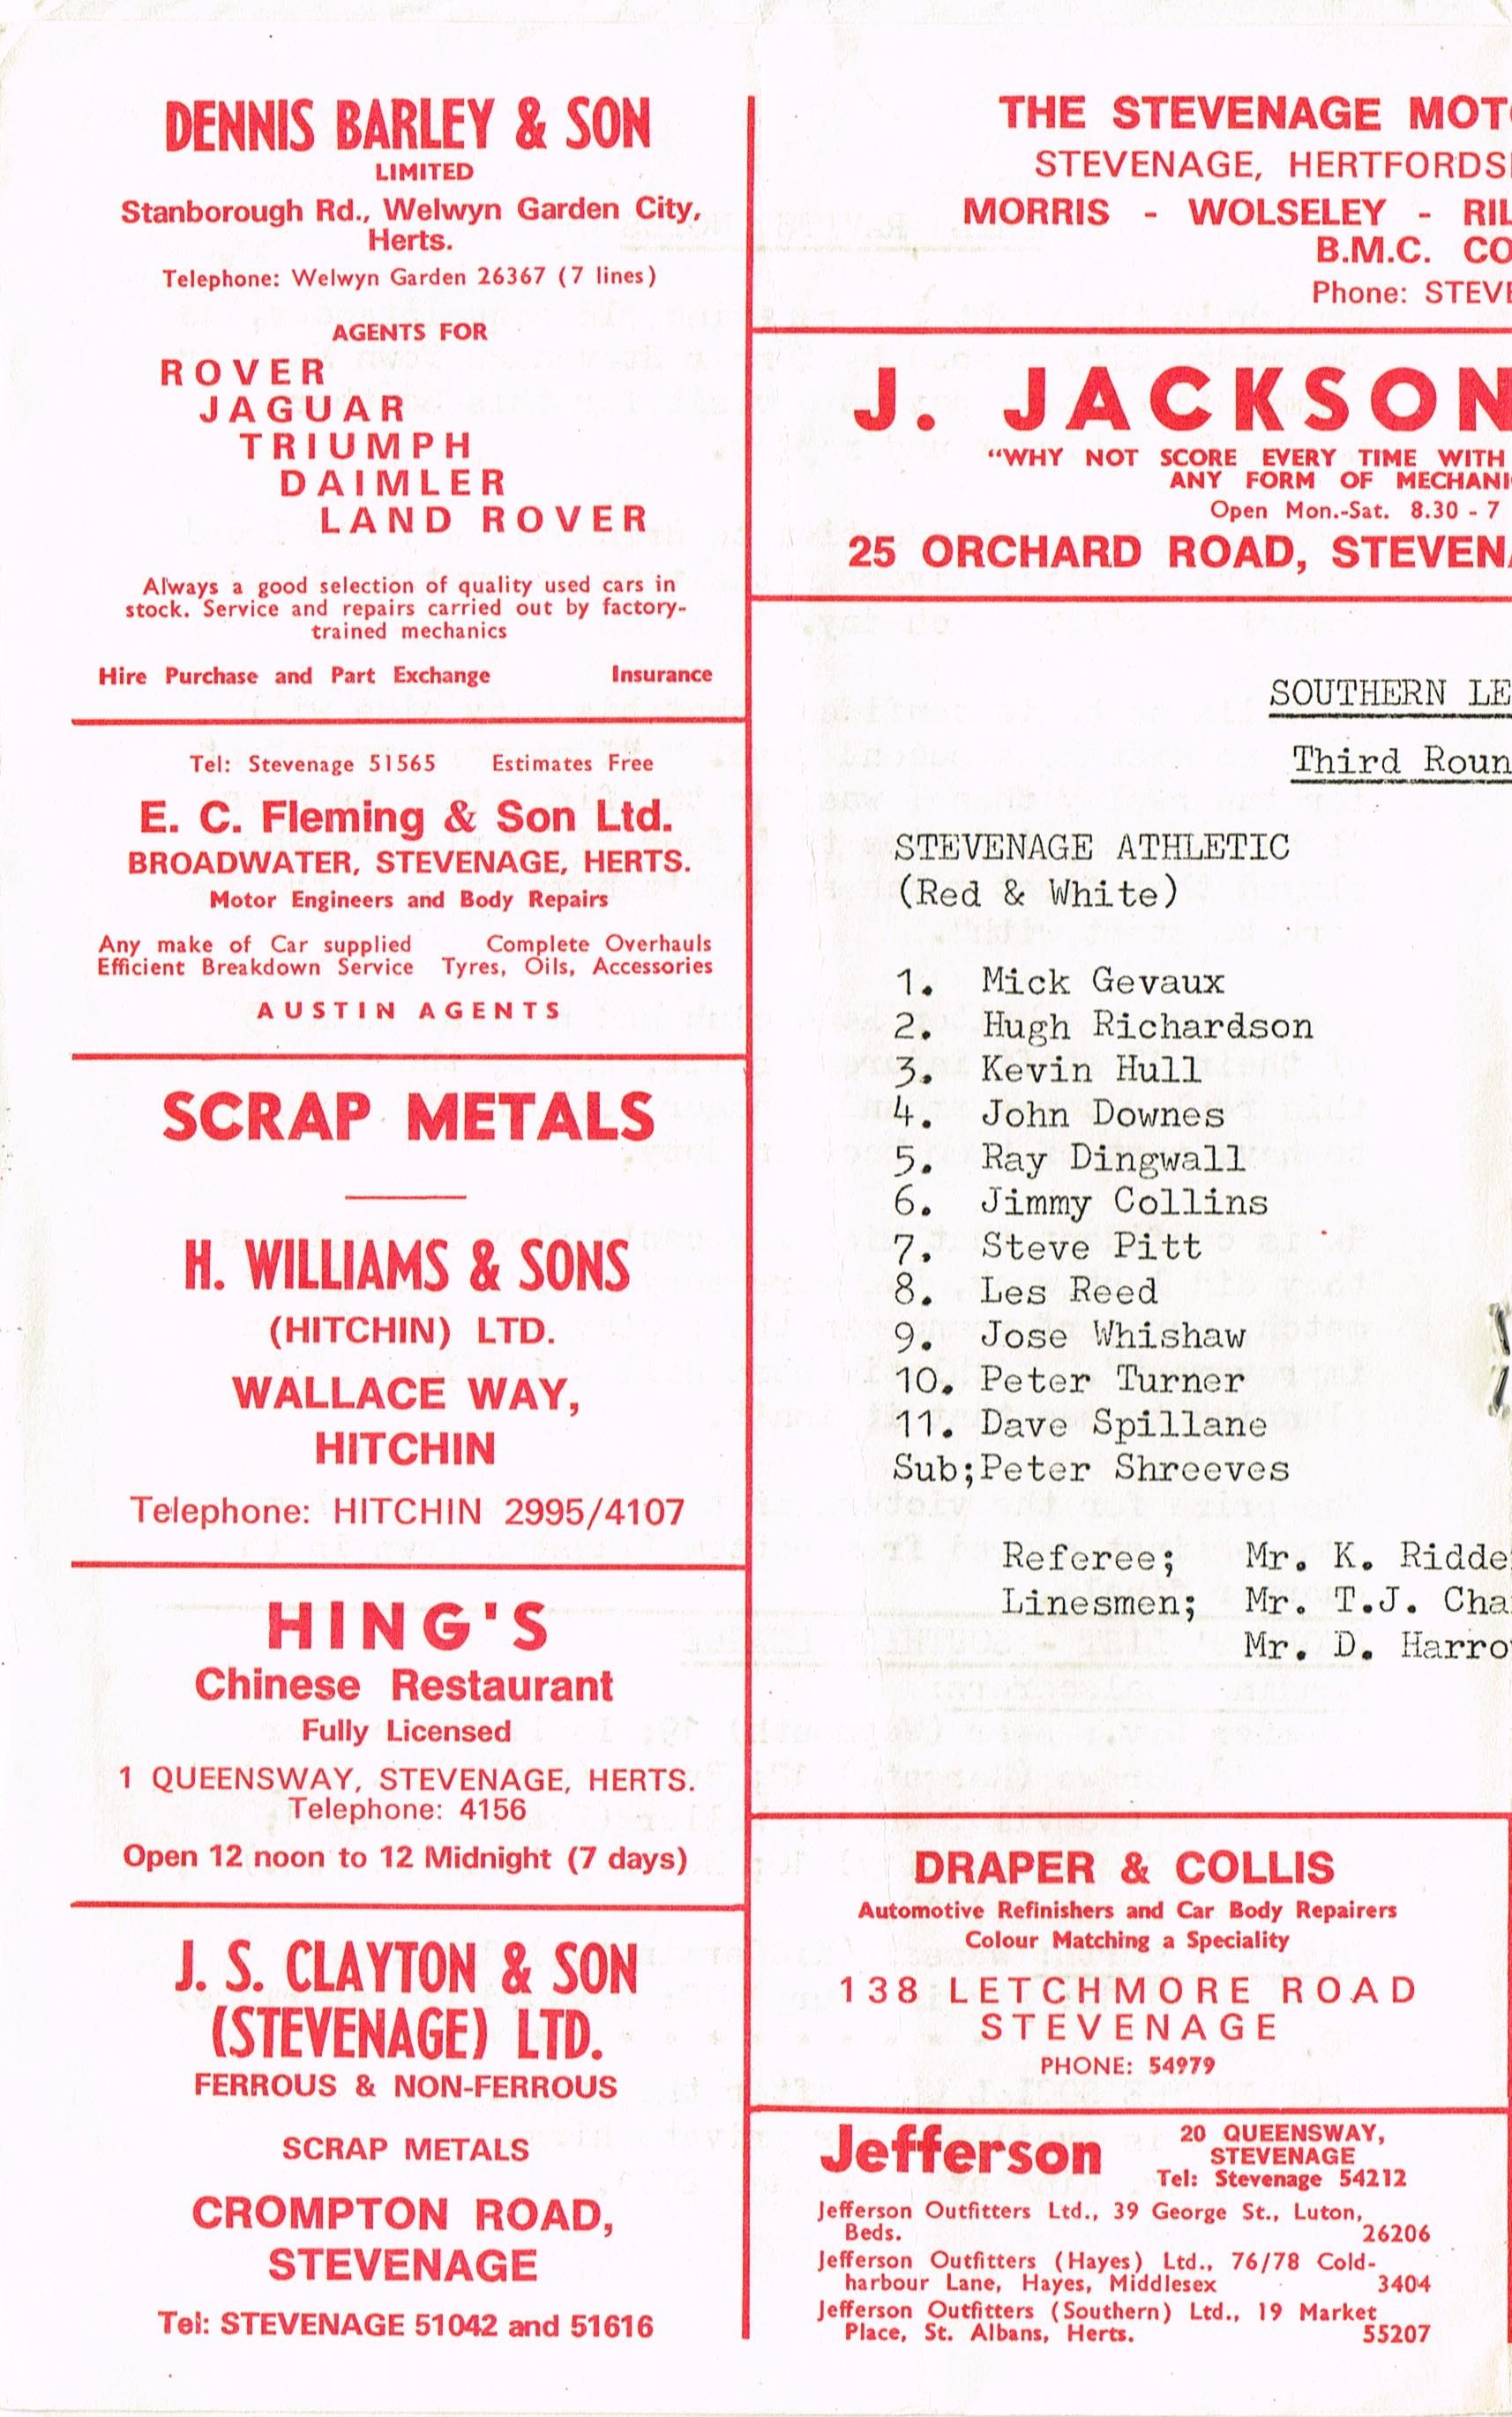 DENNIS BARLEY & SON
LIMITED
Stanborough Rd., Welwyn Garden City,
Herts.
Telephone: Welwyn Garden 26367 (7 lines)
AGENTS FOR
ROVER
JAGUAR
TRIUMPH
DAIMLER
LAND ROVER
Always a good selection of quality used cars in
stock. Service and repairs carried out by factory-
trained mechanics
Hire Purchase and Part Exchange Insurance
Tel: Stevenage 51565 Estimates Free
E. C. Fleming & Son Ltd.
BROADWATER, STEVENAGE, HERTS.
Motor Engineers and Body Repairs
Any make of Car supplied Complete Overhauls
Efficient Breakdown Service Tyres, Oils, Accessories
AUSTIN AGENTS
SCRAP METALS
H. WILLIAMS & SONS
(HITCHIN) LTD.
WALLACE WAY,
HITCHIN
Telephone: HITCHIN 2995/4107
HING'S
Chinese Restaurant
Fully Licensed
1 QUEENSWAY, STEVENAGE, HERTS.
Telephone: 4156
Open 12 noon to 12 Midnight (7 days)
J. S. CLAYTON & SON
(STEVENAGE) LTD.
FERROUS & NON-FERROUS
SCRAP METALS
CROMPTON ROAD,
STEVENAGE
Tel: STEVENAGE 51042 and 51616
THE STEVENAGE MOT
STEVENAGE, HERTFORDS
MORRIS - WOLSELEY - RIL
B.M.C. CO
Phone: STEV
J. JACKSON
"WHY NOT SCORE EVERY TIME WITH
ANY FORM OF MECHANI
Open Mon.-Sat. 8.30 - 7
25 ORCHARD ROAD, STEVEN
SOUTHERN LE
Third Roun
STEVENAGE ATHLETIC
(Red & White)
1. Mick Gevaux
2. Hugh Richardson
3. Kevin Hull
4. John Downes
5. Ray Dingwall
6. Jimmy Collins
7. Steve Pitt
8. Les Reed
9. Jose Whishaw
10. Peter Turner
11. Dave Spillane
Sub;Peter Shreeves
Referee; Mr. K. Ridde
Linesmen; Mr. T.J. Cha
Mr. D. Harro
DRAPER & COLLIS
Automotive Refinishers and Car Body Repairers
Colour Matching a Speciality
138 LETCHMORE ROAD
STEVENAGE
PHONE: 54979
Jefferson
20 QUEENSWAY,
STEVENAGE
Tel: Stevenage 54212
Jefferson Outfitters Ltd., 39 George St., Luton,
Beds. 26206
Jefferson Outfitters (Hayes) Ltd., 76/78 Cold-
harbour Lane, Hayes, Middlesex 3404
Jefferson Outfitters (Southern) Ltd., 19 Market
Place, St. Albans, Herts. 55207